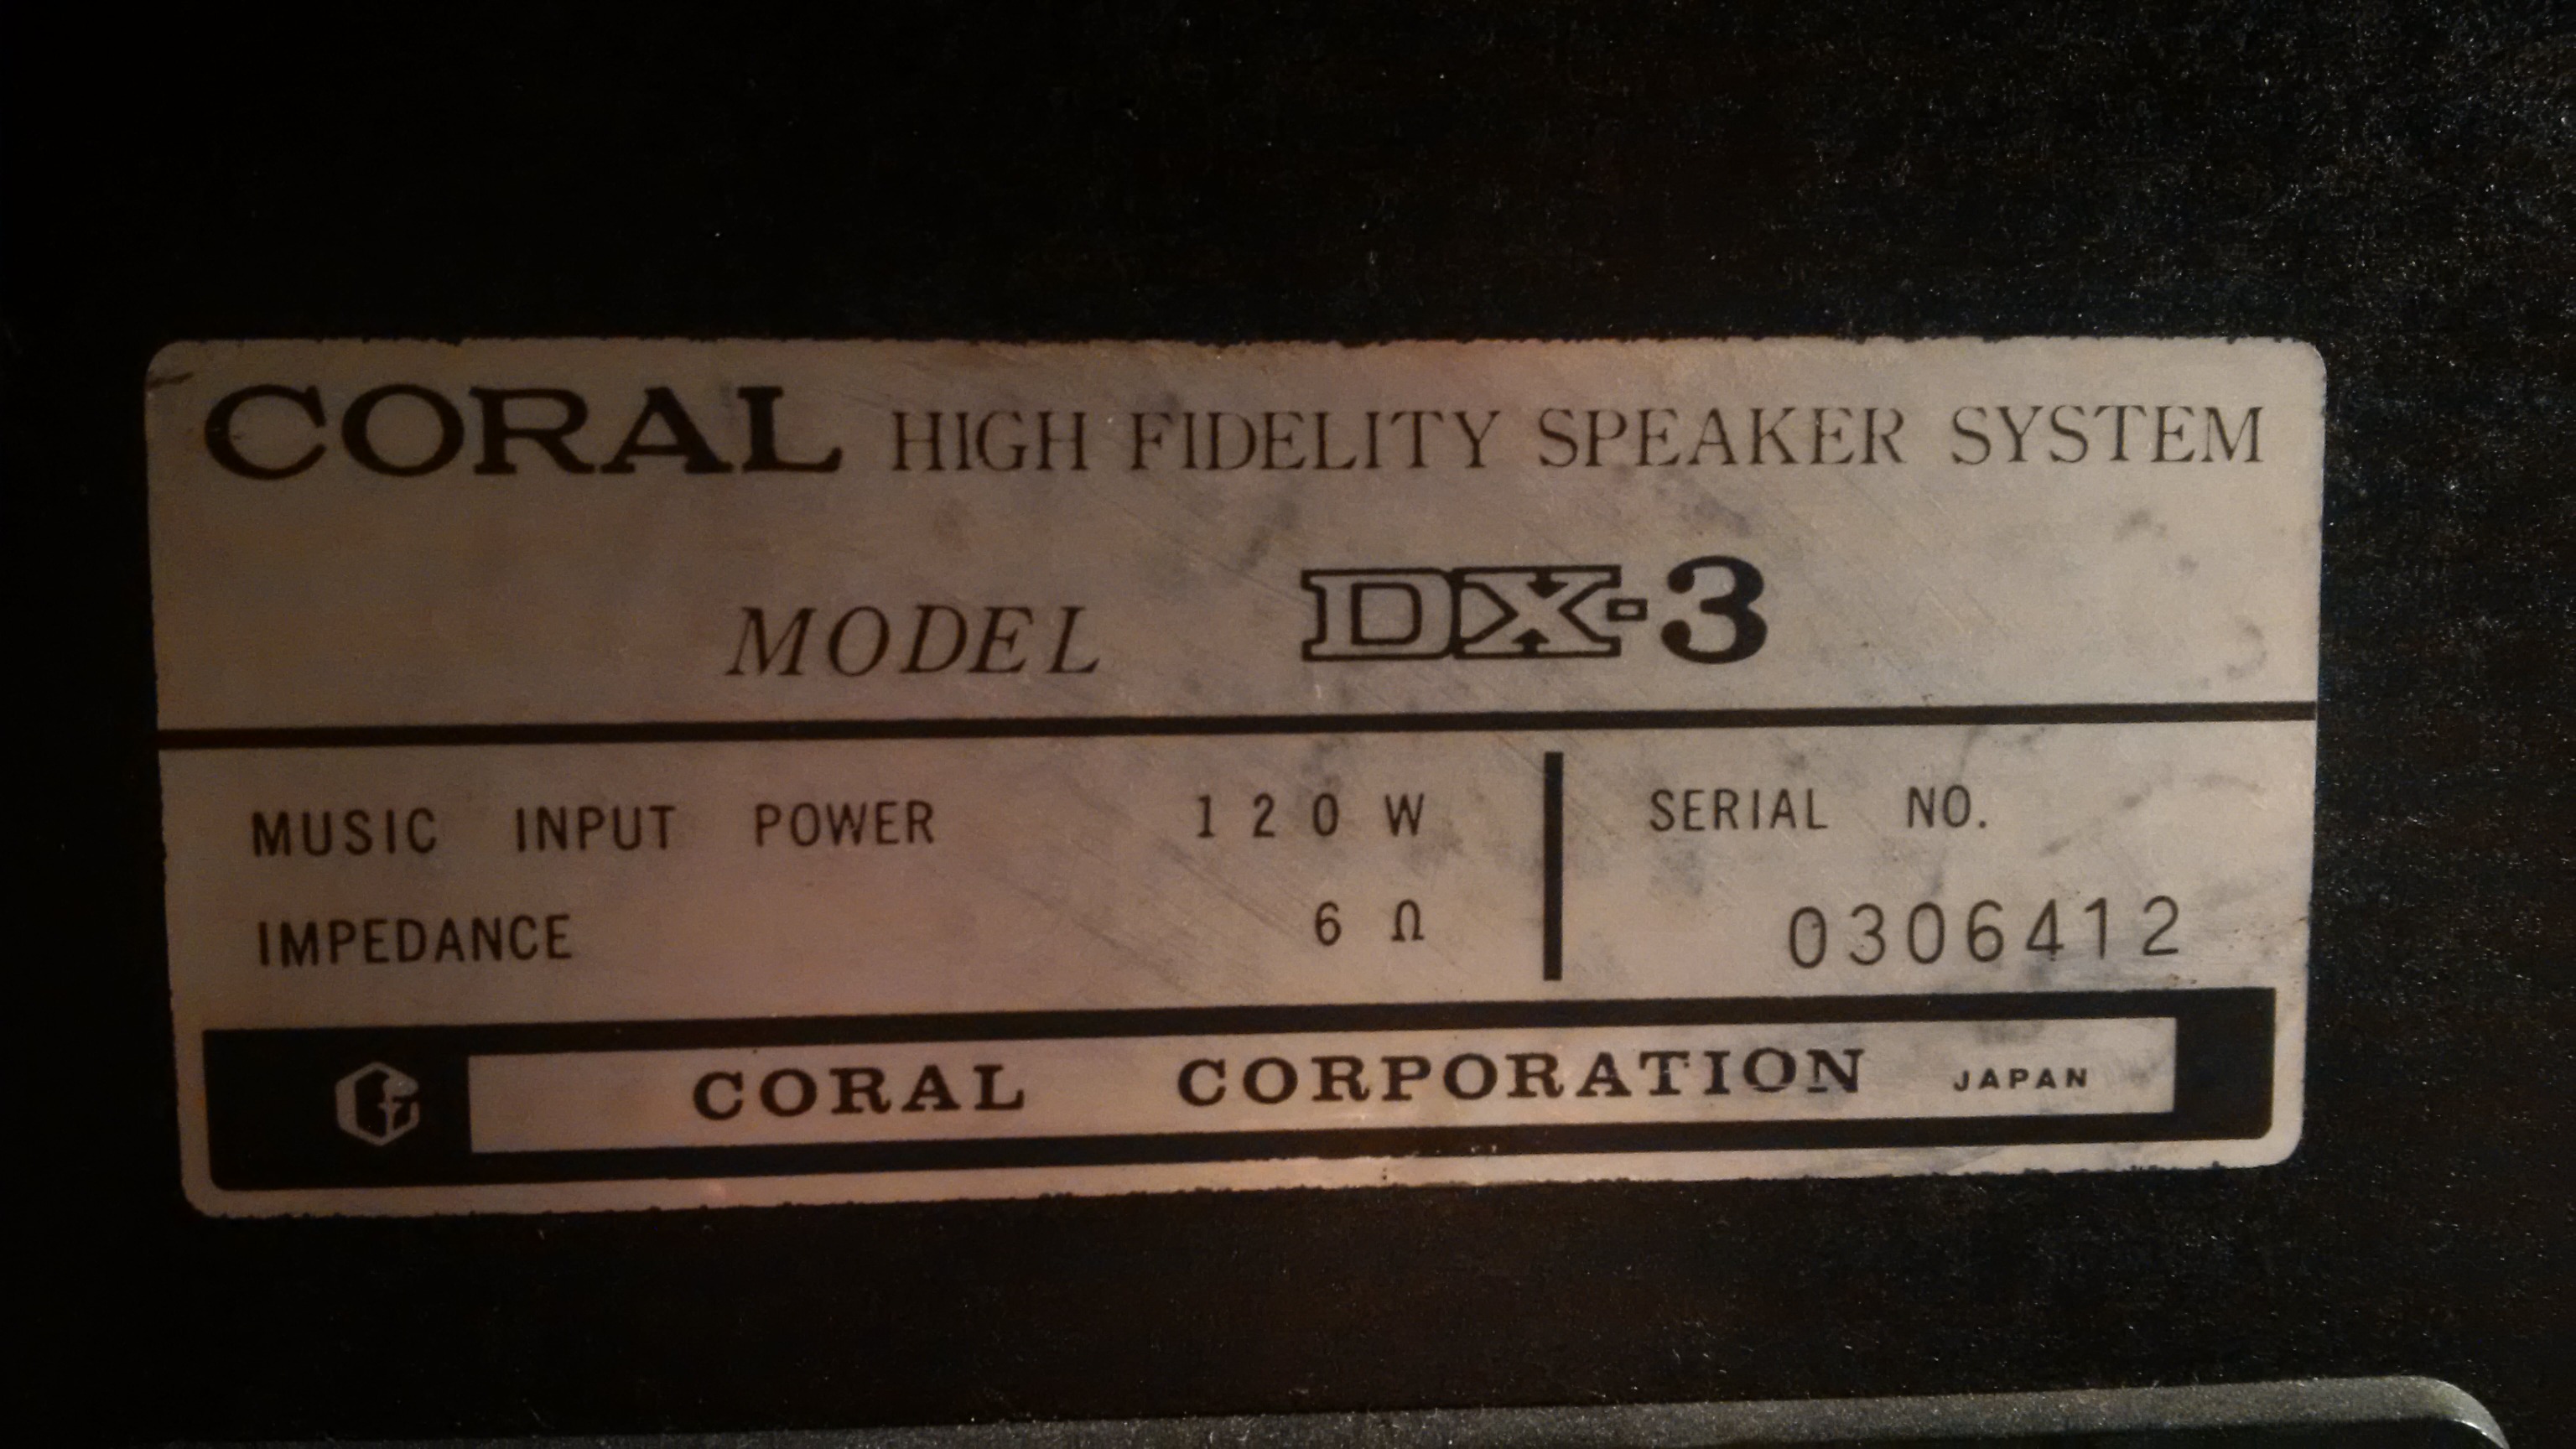 CORAL HIGH FIDELITY SPEAKER SYSTEM
MODEL DX-3
MUSIC INPUT POWER 120 W
IMPEDANCE 6 Ω
SERIAL NO.
0306412
CORAL CORPORATION JAPAN